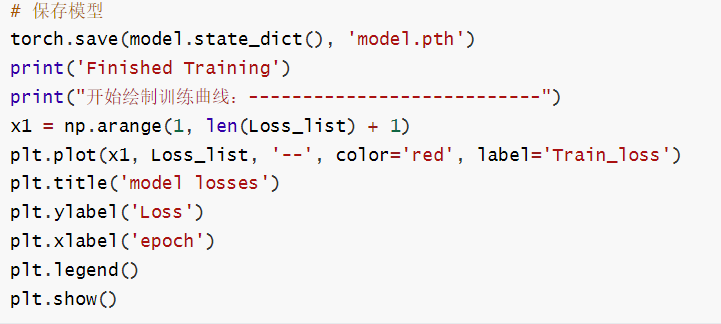 # 保存模型
torch.save(model.state_dict(), 'model.pth')
print('Finished Training')
print("开始绘制训练曲线：---------------------------")
x1 = np.arange(1, len(Loss_list) + 1)
plt.plot(x1, Loss_list, '--', color='red', label='Train_loss')
plt.title('model losses')
plt.ylabel('Loss')
plt.xlabel('epoch')
plt.legend()
plt.show()